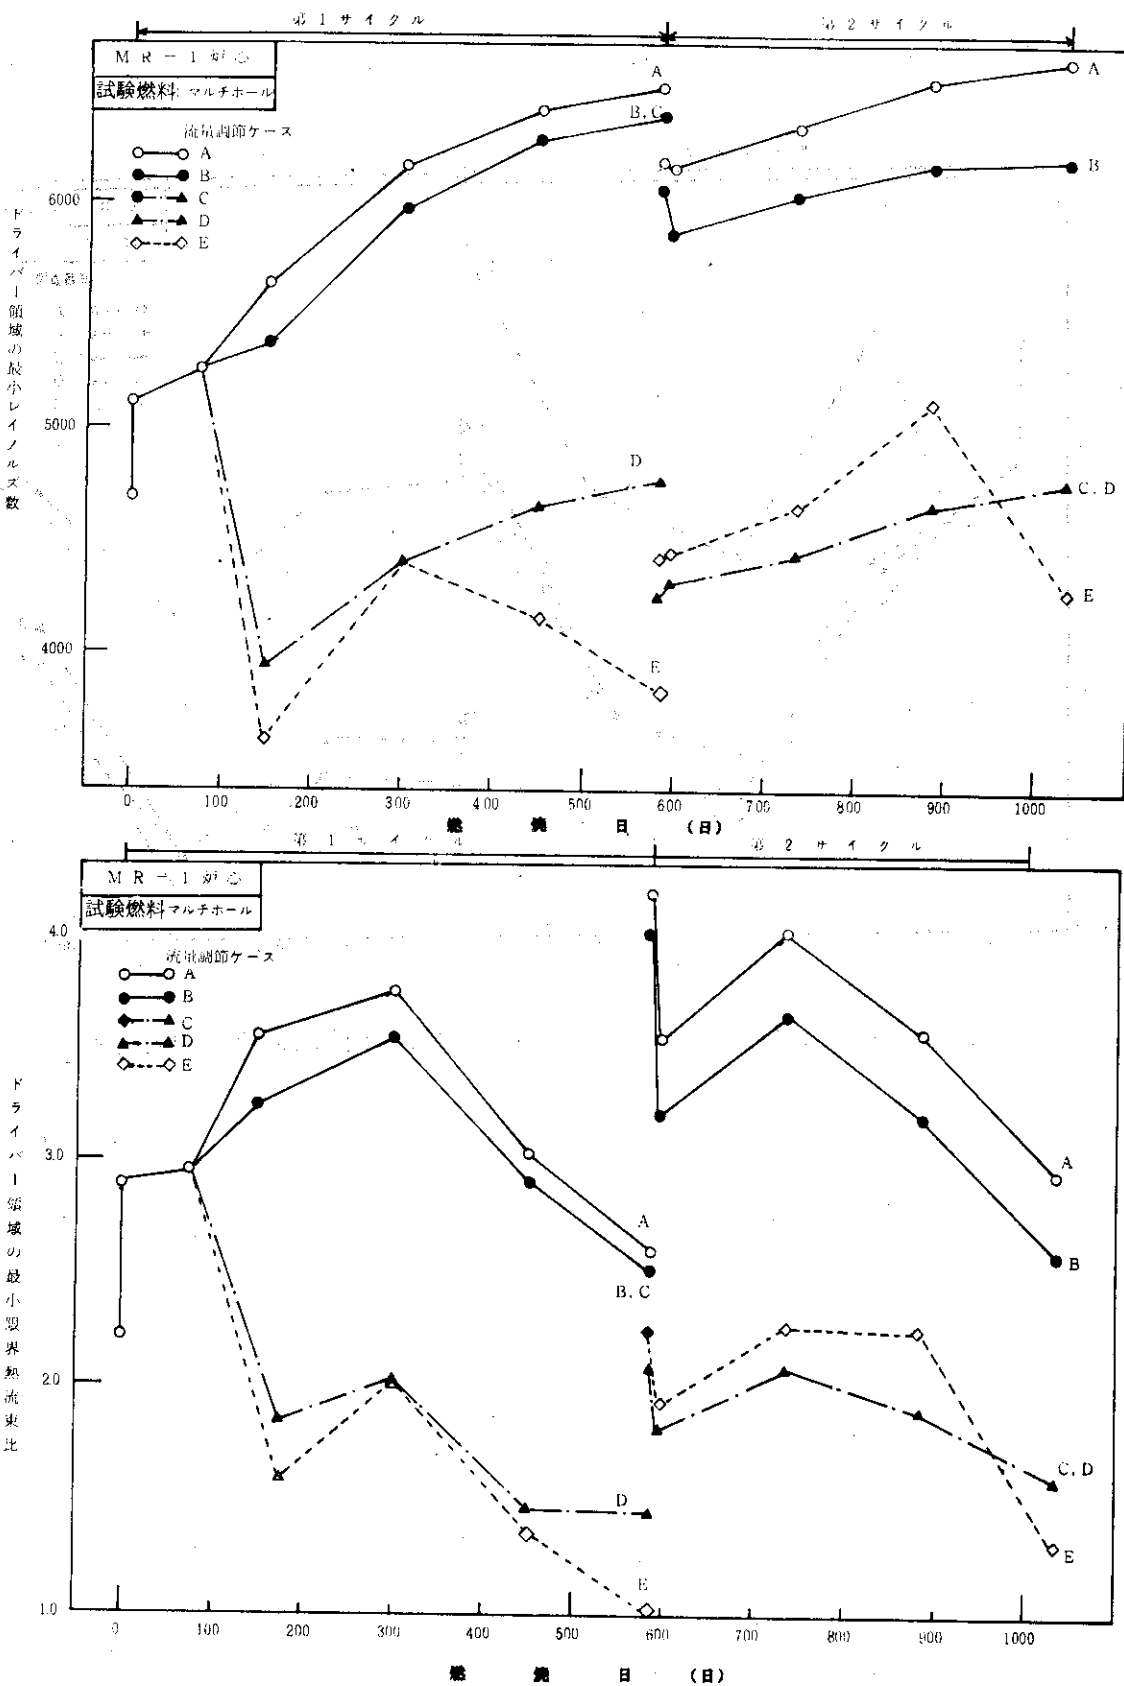 第1サイクル
第2サイクル
MR-1炉心
試験燃料:マルチホール
流量調節ケース
A
B
C
D
E
A
B,C
D
E
A
B
C,D
E
6000
5000
4000
ドライバー領域の最小レイノルズ数
0 100 200 300 400 500 600 700 800 900 1000
燃焼日 (日)
第1サイクル
第2サイクル
MR-1炉心
試験燃料 マルチホール
流量調節ケース
A
B
C
D
E
A
B,C
D
E
A
B
C,D
E
4.0
3.0
2.0
1.0
ドライバー領域の最小限界熱流束比
0 100 200 300 400 500 600 700 800 900 1000
燃焼日 (日)